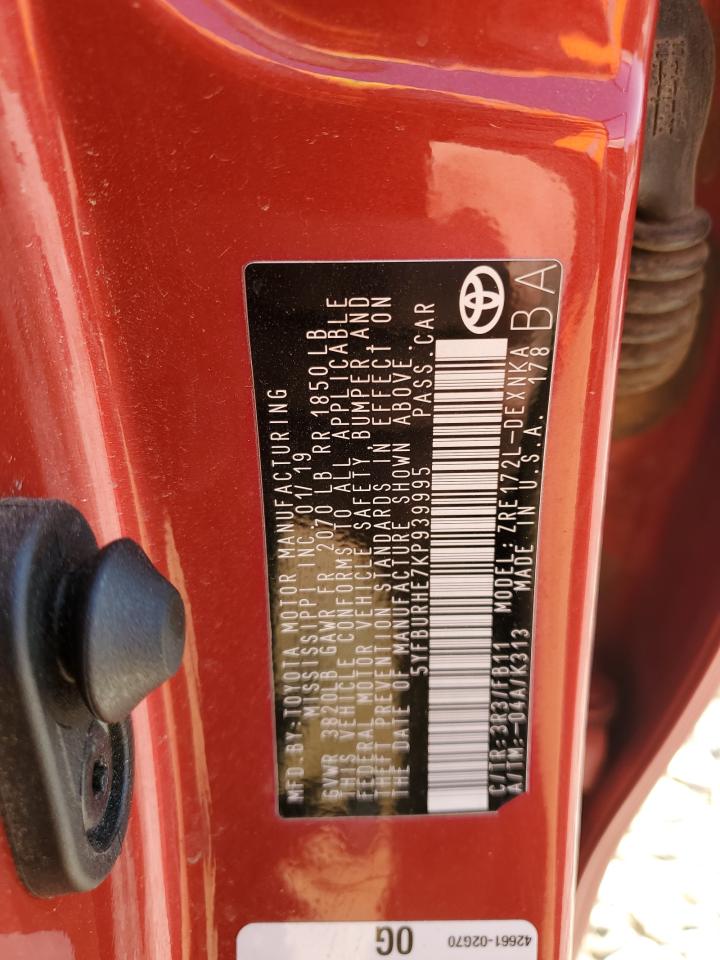 MFD.BY:TOYOTA MOTOR MANUFACTURING
MISSISSIPPI INC. 01/19
GVWR 3820LB GAWR FR 2070 LB RR 1850LB
THIS VEHICLE CONFORMS TO ALL APPLICABLE
FEDERAL MOTOR VEHICLE SAFETY, BUMPER AND
THEFT PREVENTION STANDARDS IN EFFECT ON
THE DATE OF MANUFACTURE SHOWN ABOVE.
5YFBURHE7KP939995 PASS.CAR
C/TR:3R3/FB11 MODEL:ZRE172L-DEXNKA
A/TM:-04A/K313 MADE IN U.S.A. 178
BA
0G
42661-02G70